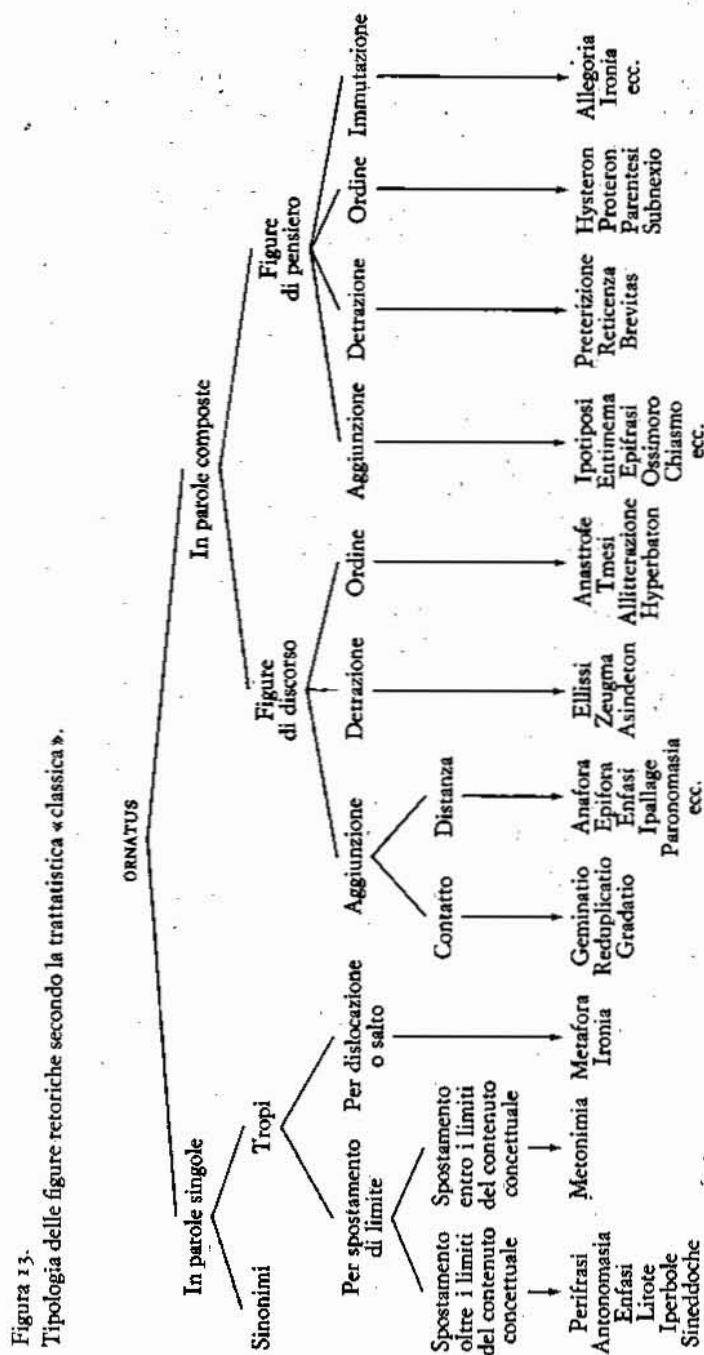 Figura 13.
Tipologia delle figure retoriche secondo la trattatistica «classica».
ORNATUS
In parole singole
In parole composte
Sinonimi
Tropi
Figure
di discorso
Figure
di pensiero
Per spostamento
di limite
Per dislocazione
o salto
Aggiunzione
Detrazione
Ordine
Aggiunzione
Detrazione
Ordine
Immutazione
Spostamento
oltre i limiti
del contenuto
concettuale
Spostamento
entro i limiti
del contenuto
concettuale
Contatto
Distanza
Perifrasi
Antonomasia
Enfasi
Litote
Iperbole
Sineddoche
Metonimia
Metafora
Ironia
Geminatio
Reduplicatio
Gradatio
Anafora
Epifora
Enfasi
Ipallage
Paronomasia
ecc.
Ellissi
Zeugma
Asindeton
Anastrofe
Tmesi
Allitterazione
Hyperbaton
Ipotiposi
Entimema
Epifrasi
Ossimoro
Chiasmo
ecc.
Preterizione
Reticenza
Brevitas
Hysteron
Proteron
Parentesi
Subnexio
Allegoria
Ironia
ecc.